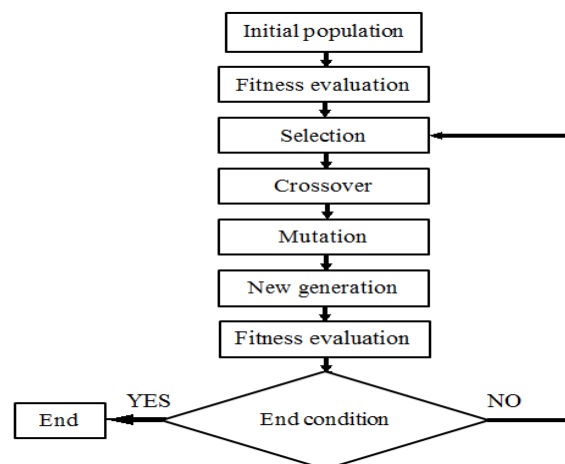 Initial population
Fitness evaluation
Selection
Crossover
Mutation
New generation
Fitness evaluation
YES
NO
End
End condition